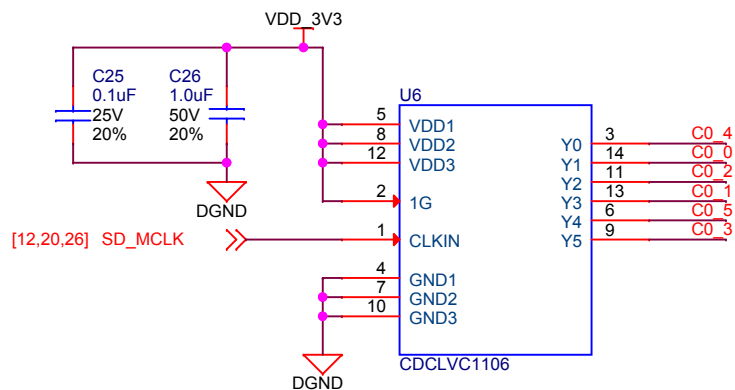 VDD_3V3
C25
0.1uF
25V
20%
C26
1.0uF
50V
20%
DGND
[12,20,26] SD_MCLK
U6
5 VDD1
8 VDD2
12 VDD3
2 1G
1 CLKIN
4 GND1
7 GND2
10 GND3
Y0 3 C0_4
Y1 14 C0_0
Y2 11 C0_2
Y3 13 C0_1
Y4 6 C0_5
Y5 9 C0_3
CDCLVC1106
DGND